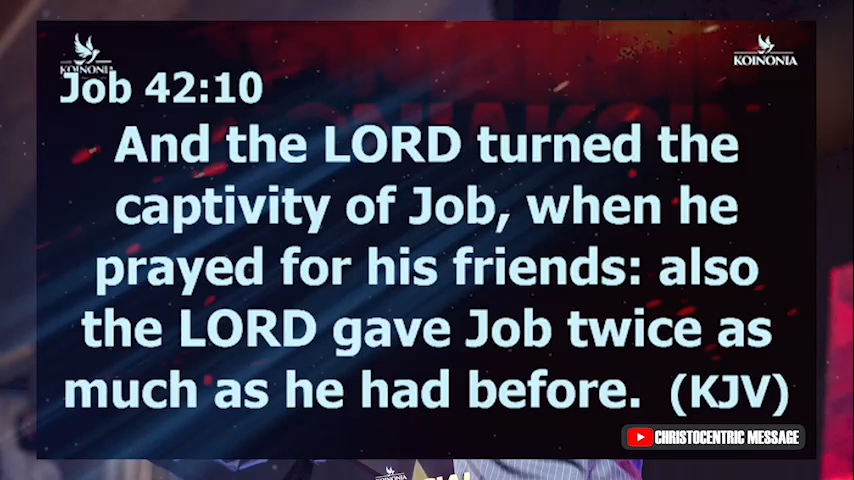 KOINONIA
KOINONIA
Job 42:10
And the LORD turned the
captivity of Job, when he
prayed for his friends: also
the LORD gave Job twice as
much as he had before. (KJV)
CHRISTOCENTRIC MESSAGE
KOINONIA